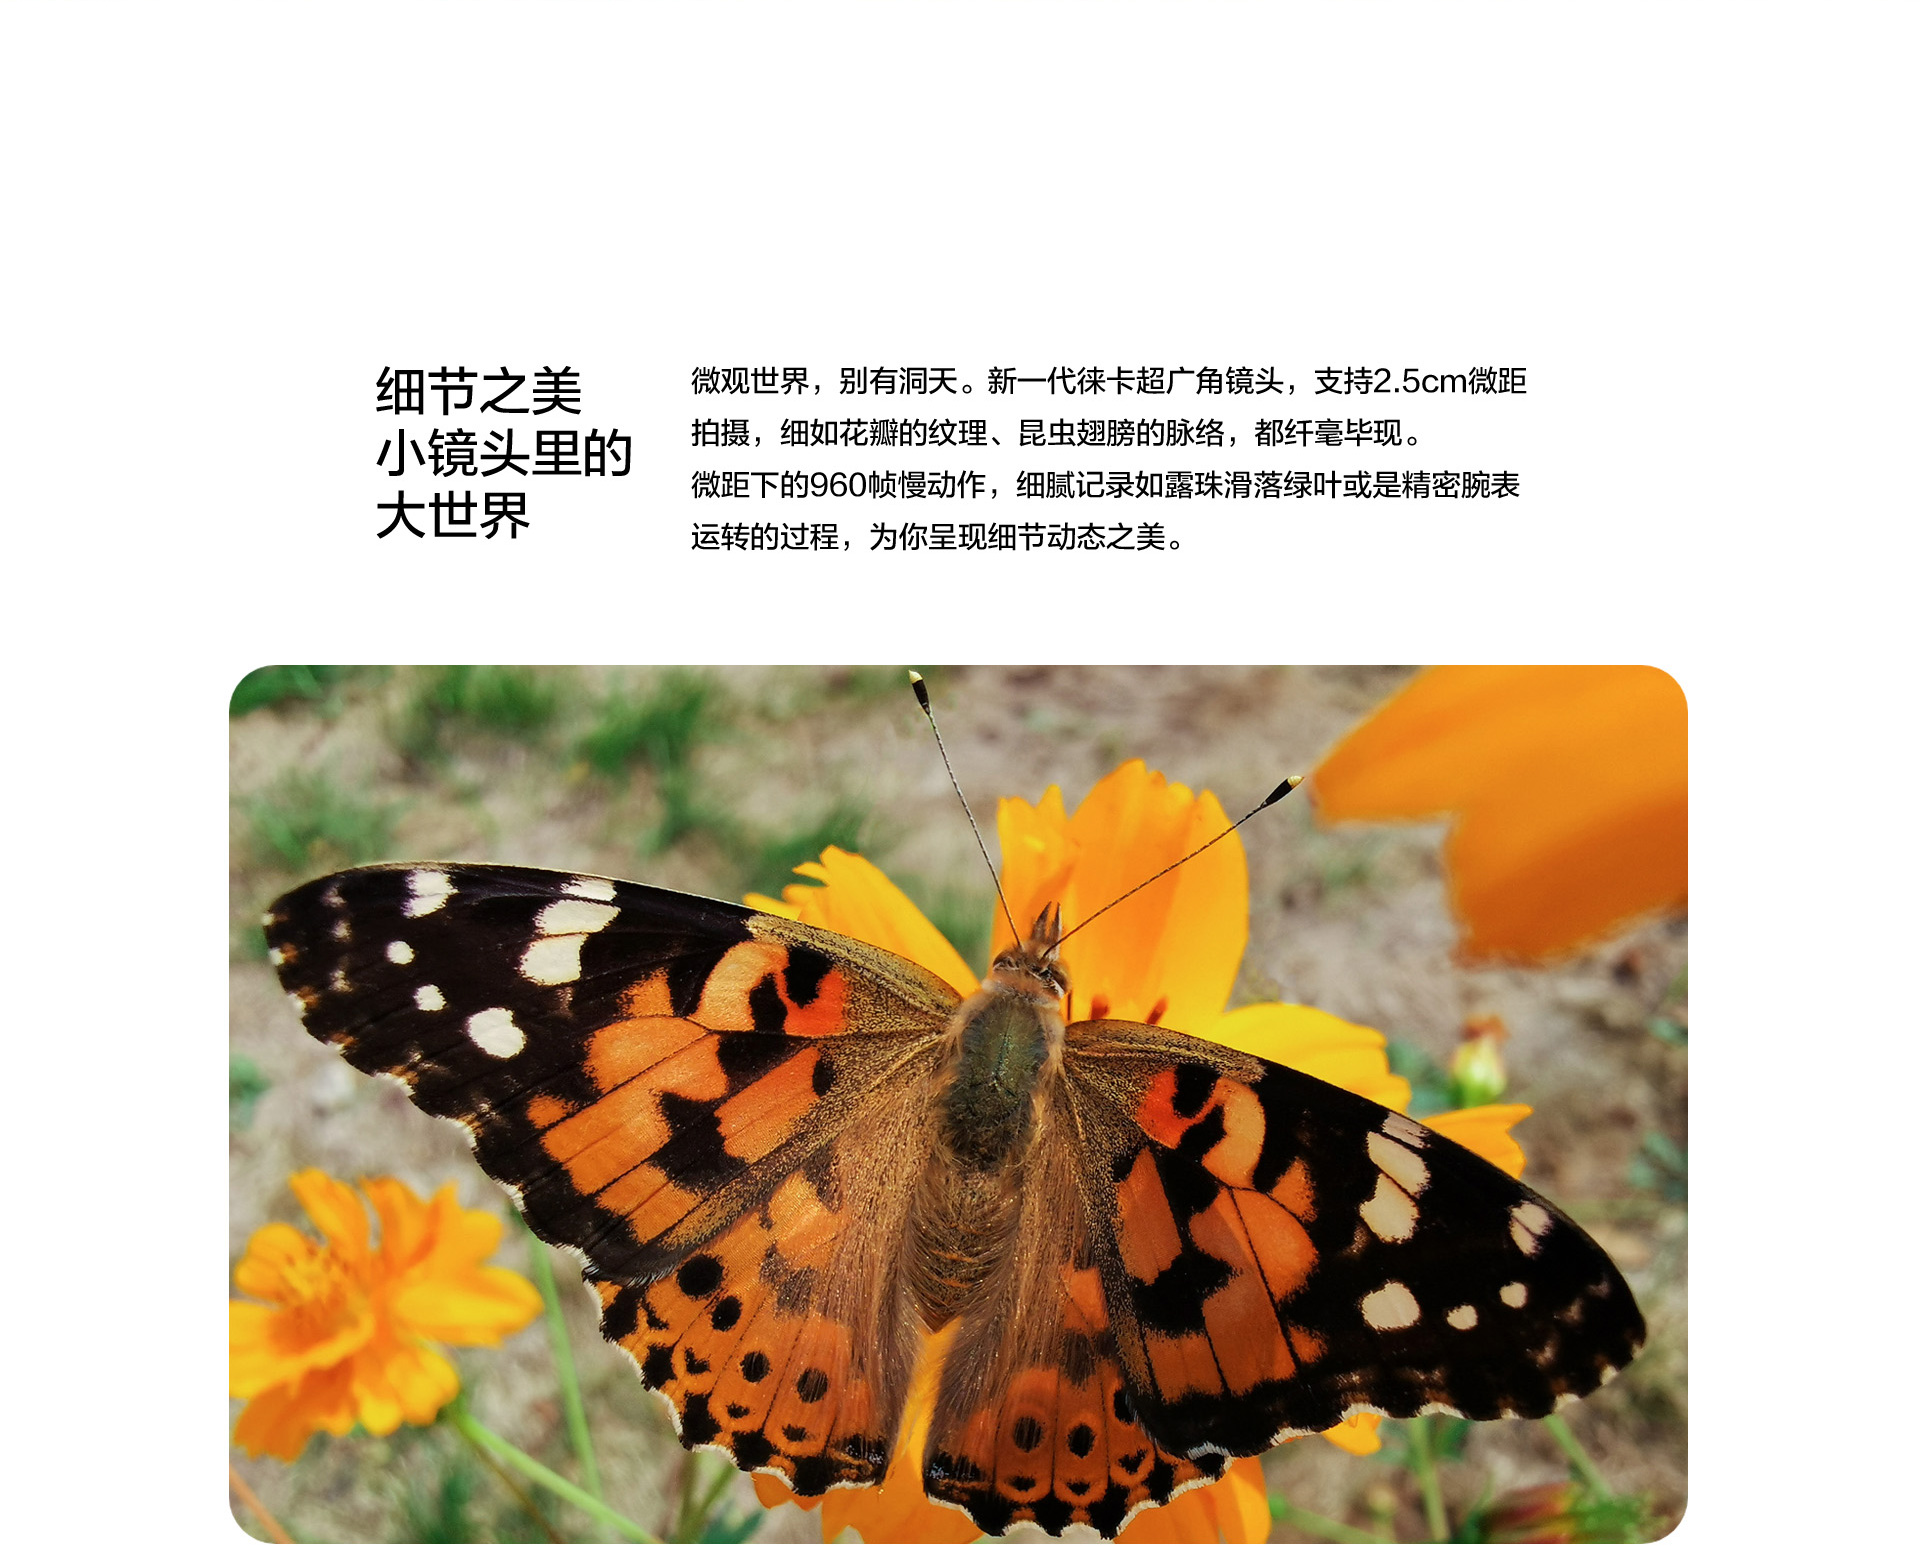 细节之美
小镜头里的
大世界
微观世界，别有洞天。新一代徕卡超广角镜头，支持2.5cm微距
拍摄，细如花瓣的纹理、昆虫翅膀的脉络，都纤毫毕现。
微距下的960帧慢动作，细腻记录如露珠滑落绿叶或是精密腕表
运转的过程，为你呈现细节动态之美。